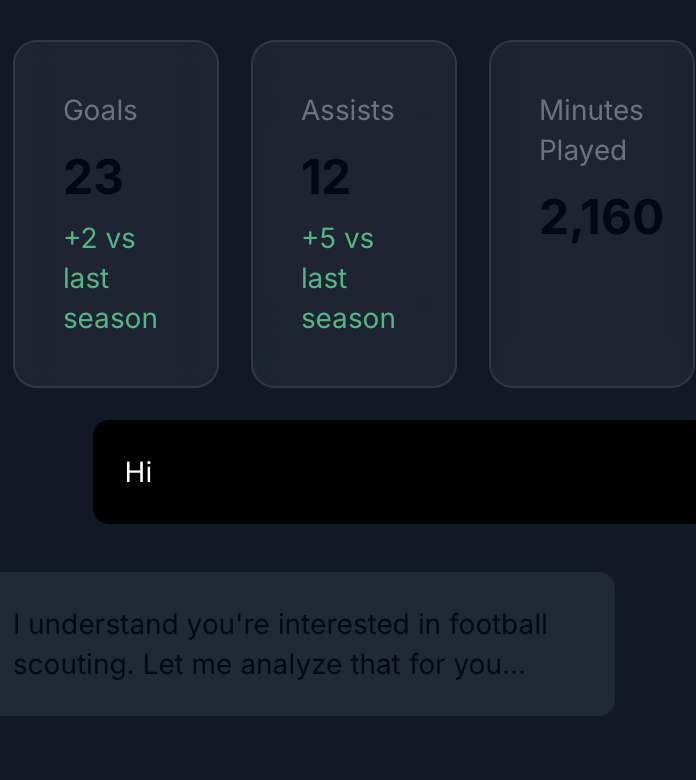 Goals
23
+2 vs
last
season
Assists
12
+5 vs
last
season
Minutes
Played
2,160
Hi
I understand you're interested in football
scouting. Let me analyze that for you...